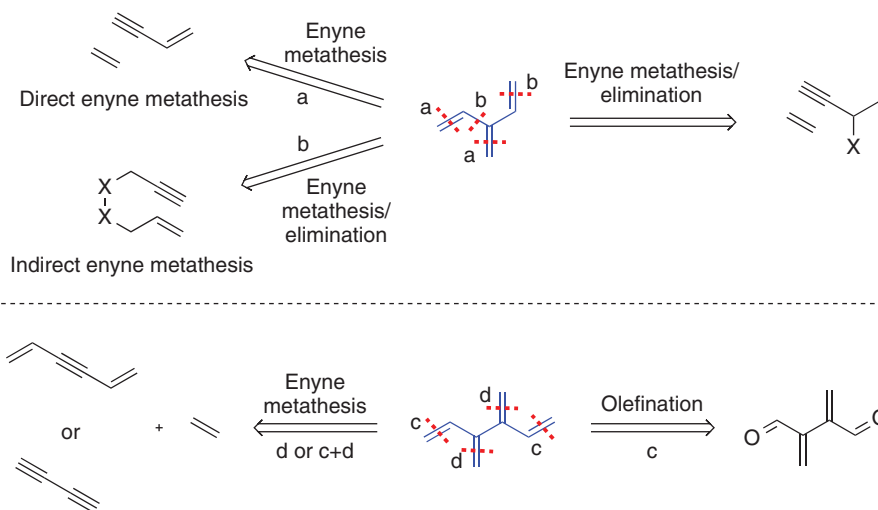 Enyne
metathesis
a
Direct enyne metathesis
b
Enyne
metathesis/
elimination
X
X
Indirect enyne metathesis
a
b
b
a
Enyne metathesis/
elimination
X
or
+
Enyne
metathesis
d or c+d
c
d
d
c
Olefination
c
O
O